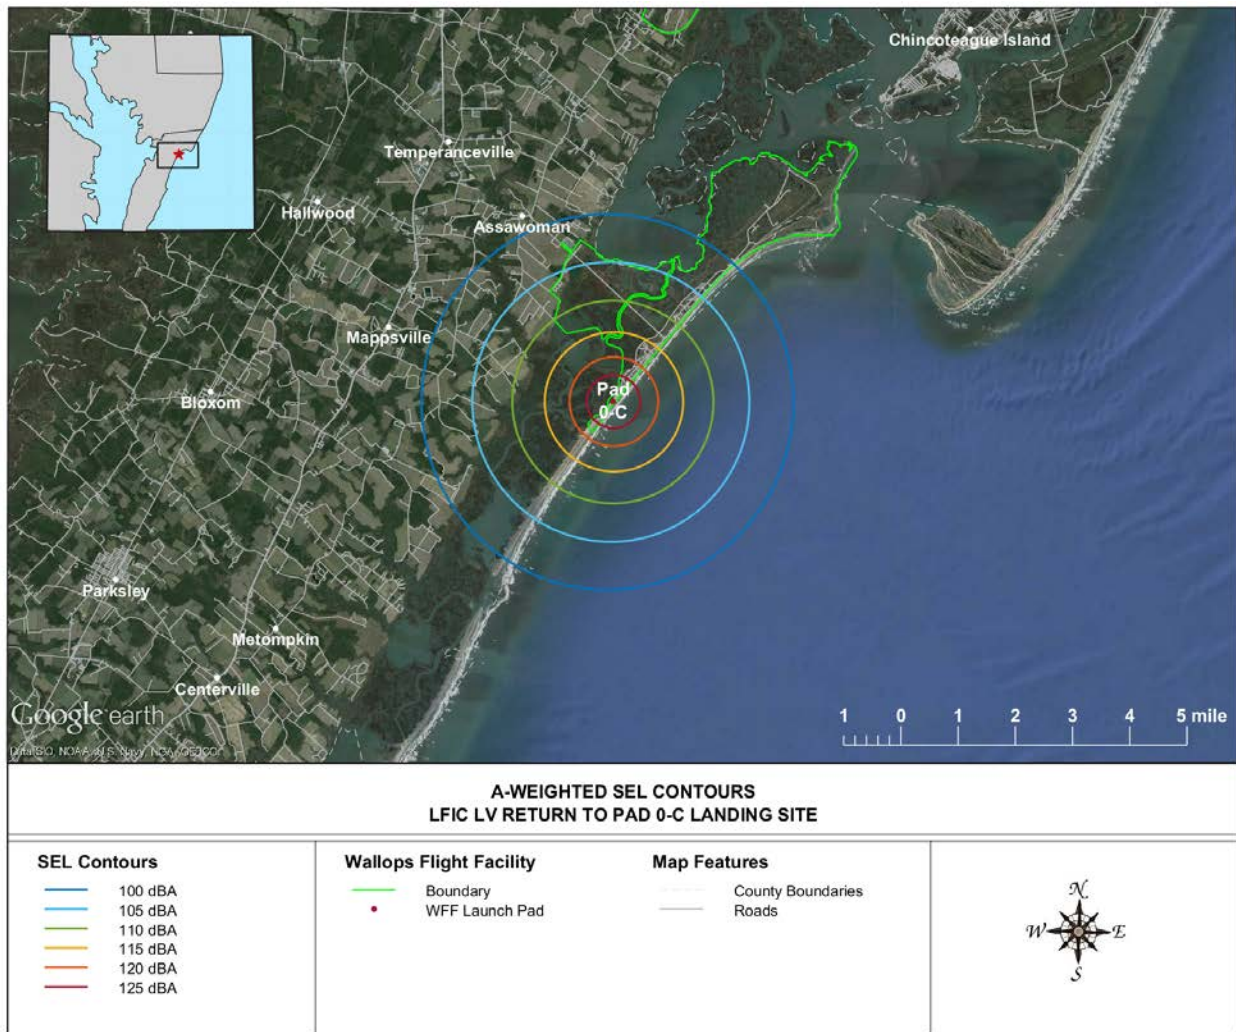 Chincoteague Island
Temperanceville
Hallwood
Assawoman
Mappsville
Bloxom
Pad
0-C
Parksley
Metompkin
Centerville
Google earth
1 0 1 2 3 4 5 mile
A-WEIGHTED SEL CONTOURS
LFIC LV RETURN TO PAD 0-C LANDING SITE
SEL Contours
100 dBA
105 dBA
110 dBA
115 dBA
120 dBA
125 dBA
Wallops Flight Facility
Boundary
WFF Launch Pad
Map Features
County Boundaries
Roads
N
W E
S